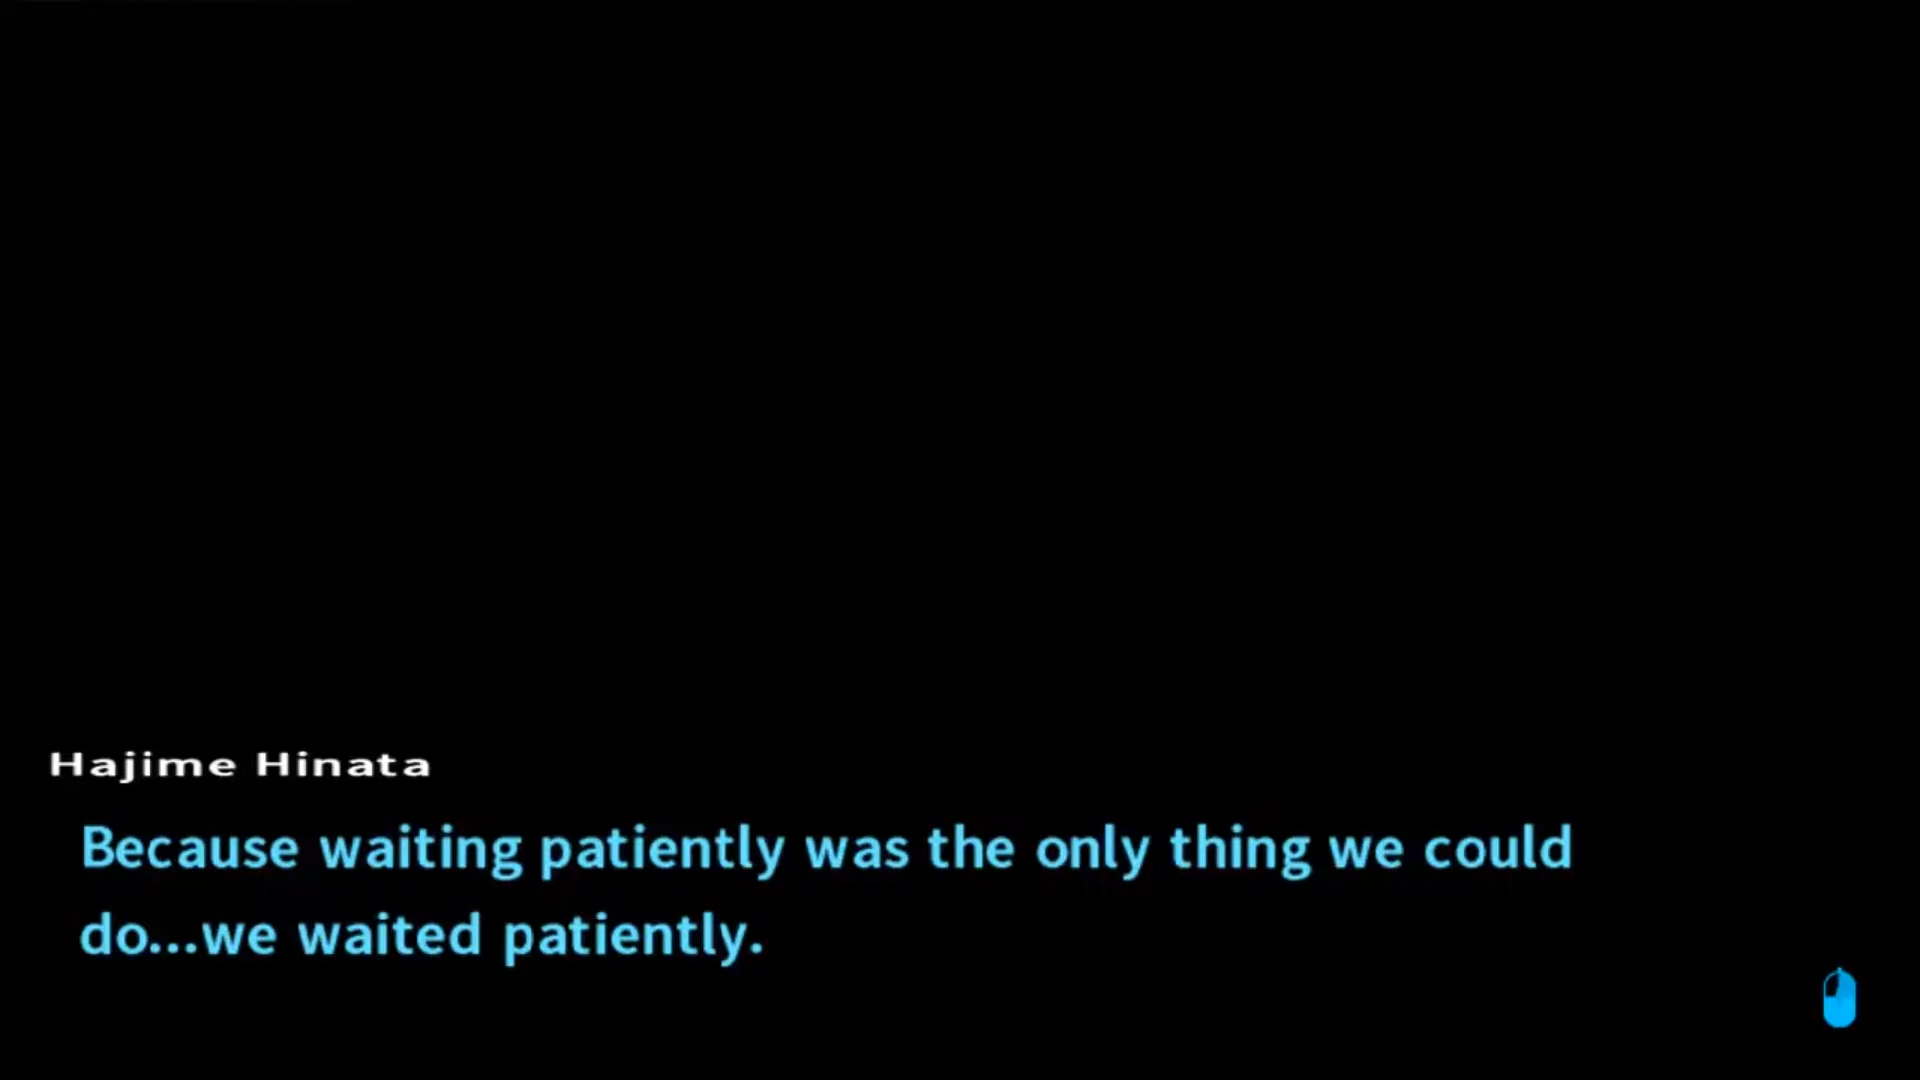 Hajime Hinata
Because waiting patiently was the only thing we could
do...we waited patiently.